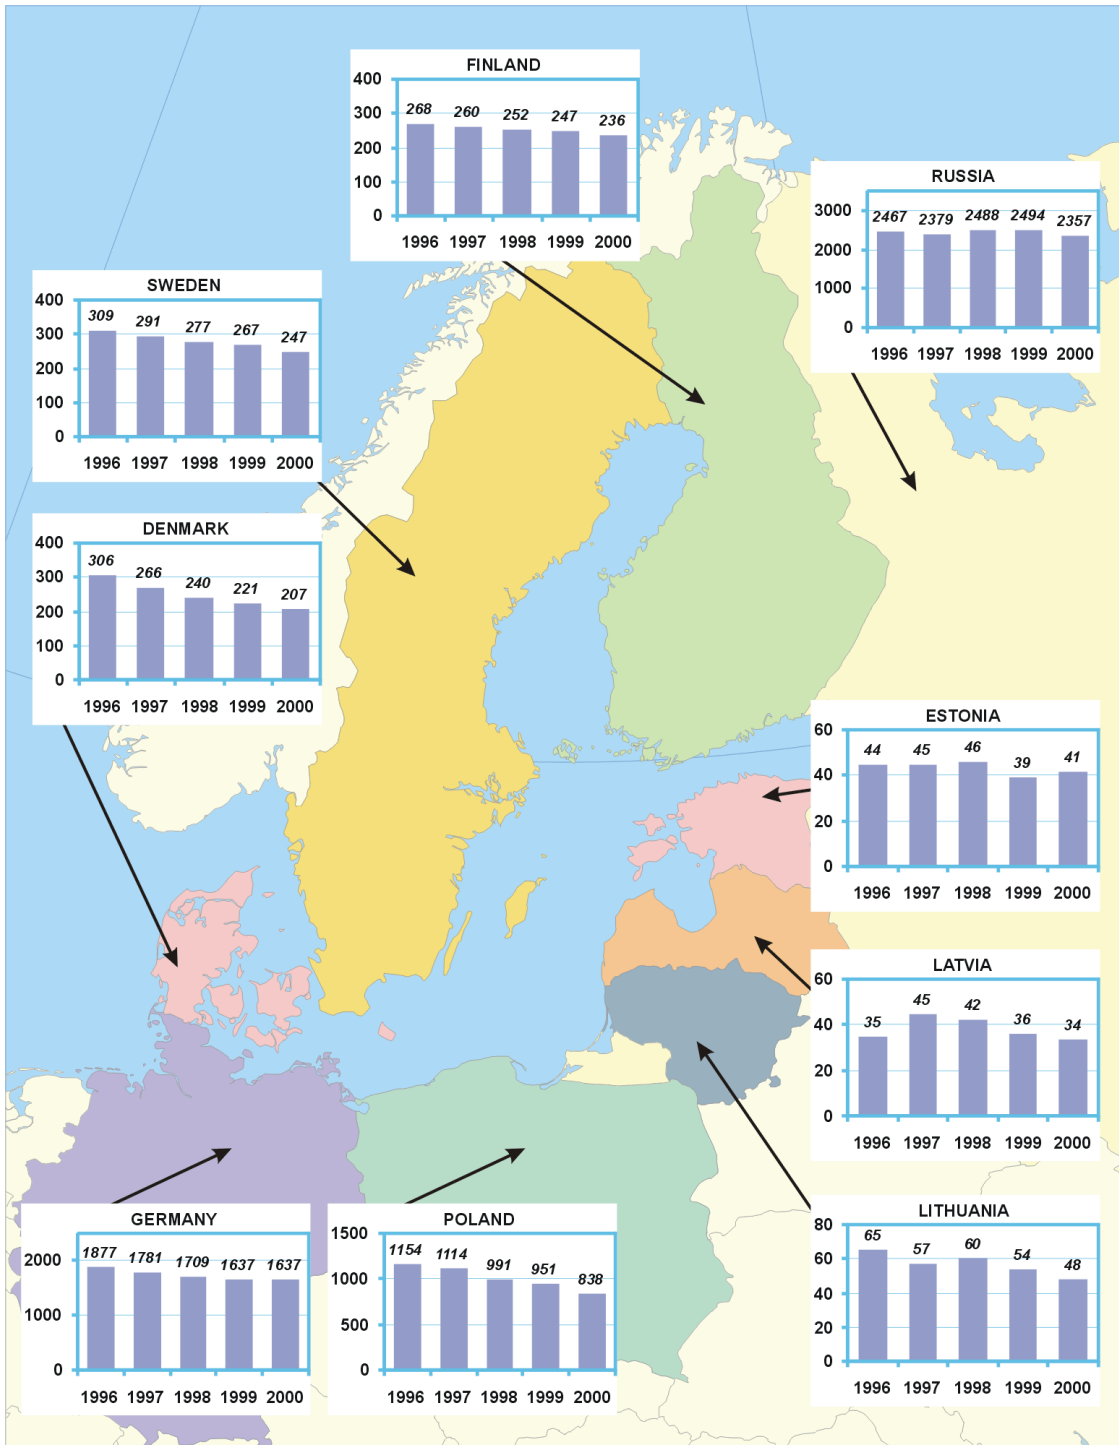 FINLAND
400
300
200
100
0
268 260 252 247 236
1996 1997 1998 1999 2000
RUSSIA
3000
2000
1000
0
2467 2379 2488 2494 2357
1996 1997 1998 1999 2000
SWEDEN
400
300
200
100
0
309 291 277 267 247
1996 1997 1998 1999 2000
DENMARK
400
300
200
100
0
306 266 240 221 207
1996 1997 1998 1999 2000
ESTONIA
60
40
20
0
44 45 46 39 41
1996 1997 1998 1999 2000
LATVIA
60
40
20
0
35 45 42 36 34
1996 1997 1998 1999 2000
GERMANY
2000
1000
0
1877 1781 1709 1637 1637
1996 1997 1998 1999 2000
POLAND
1500
1000
500
0
1154 1114 991 951 838
1996 1997 1998 1999 2000
LITHUANIA
80
60
40
20
0
65 57 60 54 48
1996 1997 1998 1999 2000